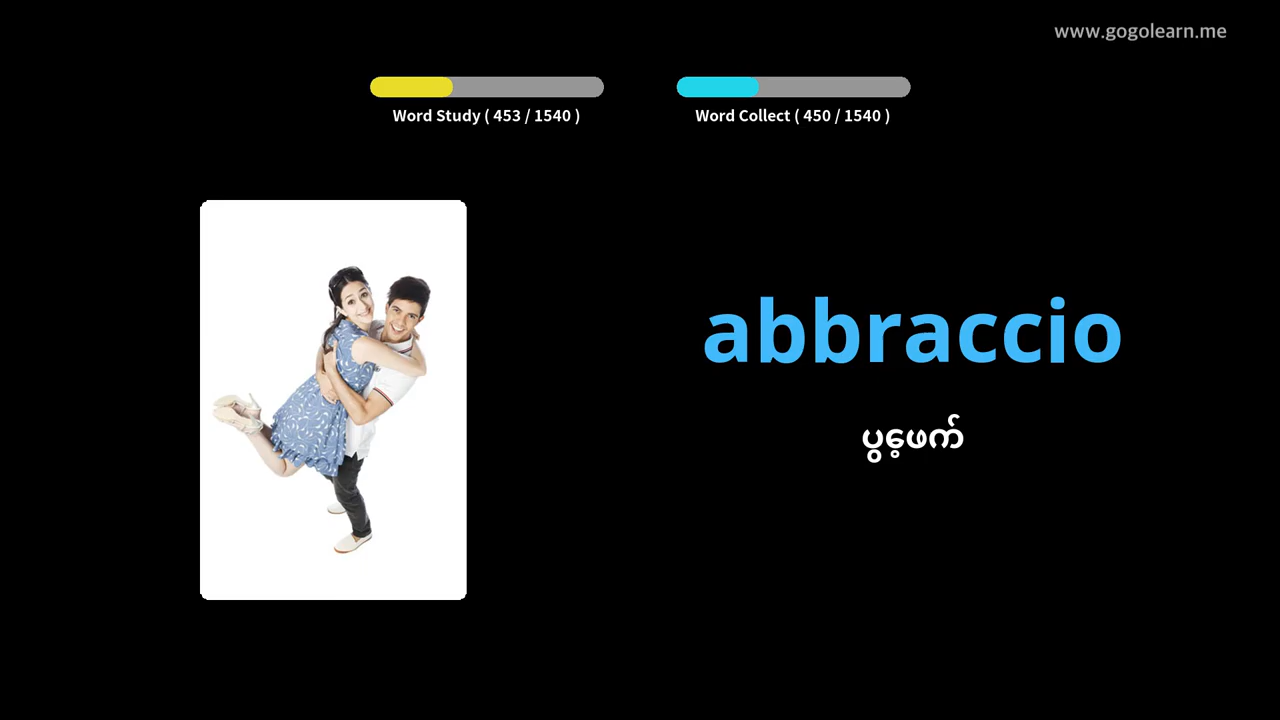 www.gogolearn.me
Word Study ( 453 / 1540 )
Word Collect ( 450 / 1540 )
abbraccio
ပွေ့ဖက်